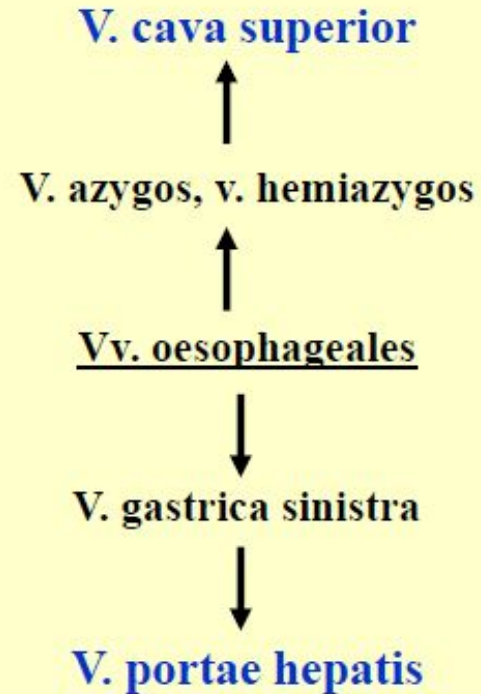 V. cava superior
V. azygos, v. hemiazygos
Vv. oesophageales
V. gastrica sinistra
V. portae hepatis